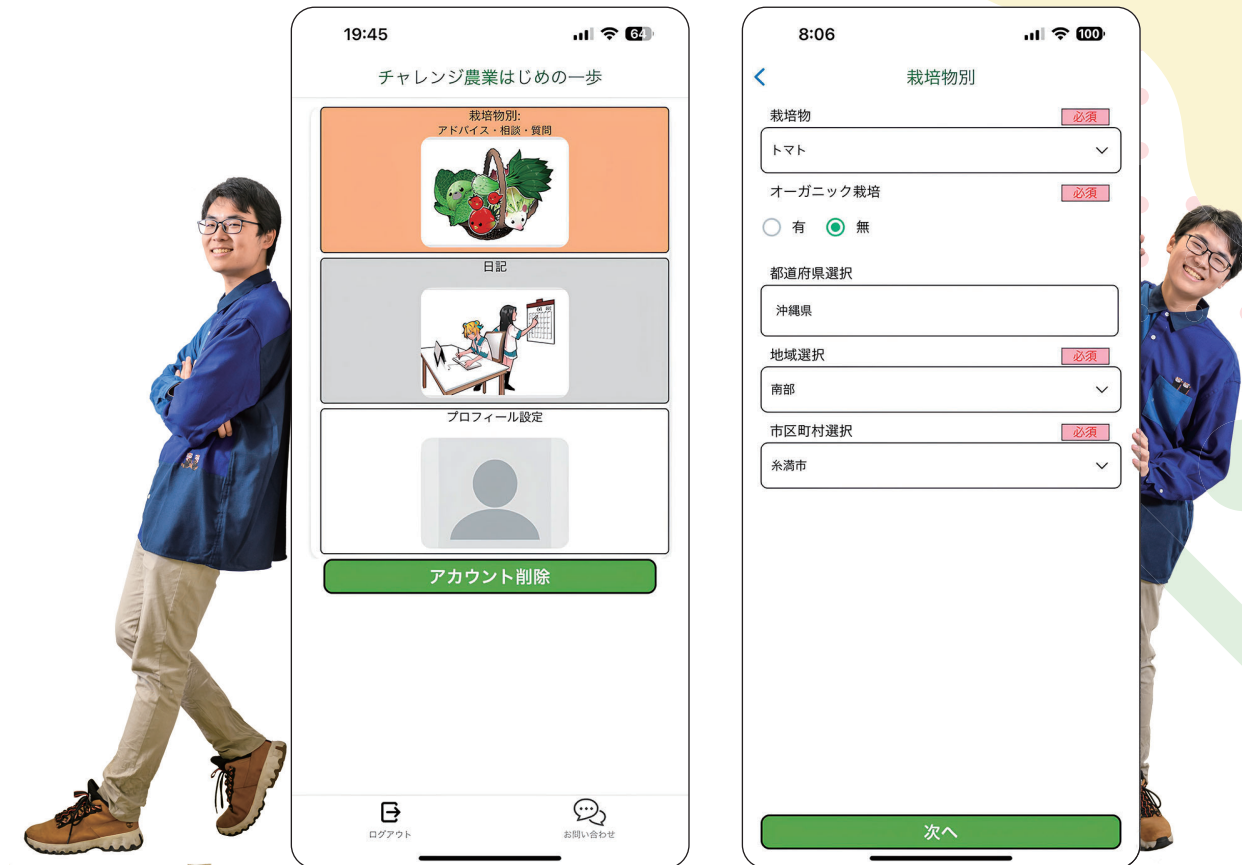 19:45
64
チャレンジ農業はじめの一歩
栽培物別:
アドバイス・相談・質問
日記
プロフィール設定
アカウント削除
ログアウト
お問い合わせ
8:06
100
栽培物別
栽培物 必須
トマト
オーガニック栽培 必須
有 無
都道府県選択
沖縄県
地域選択 必須
南部
市区町村選択 必須
糸満市
次へ